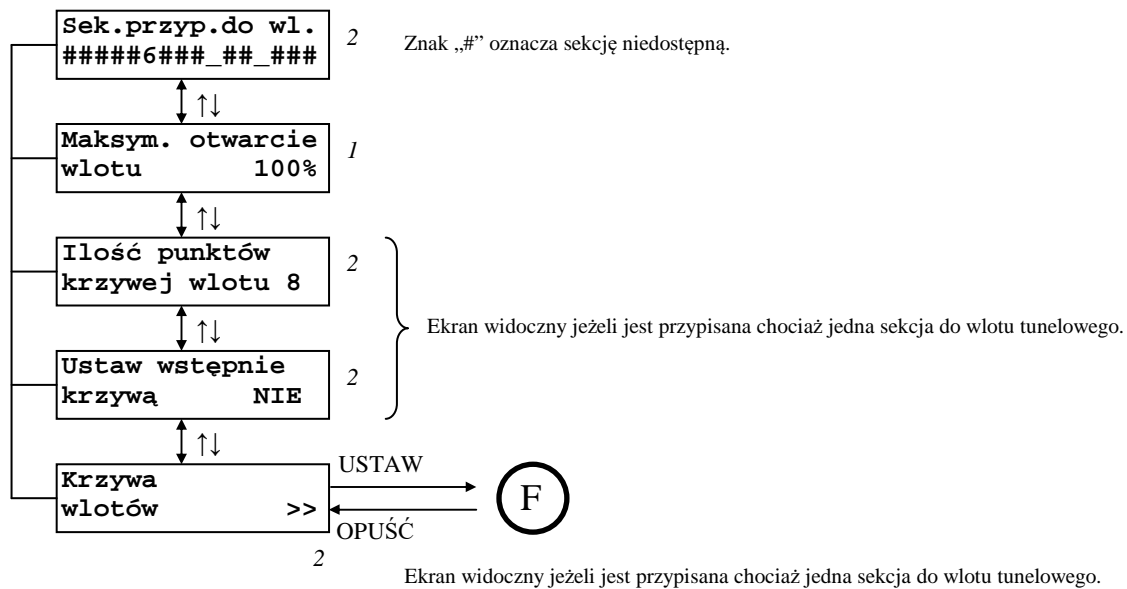 Sek.przyp.do wl.
#####6###_##_###
2
Znak „#” oznacza sekcję niedostępną.
↑↓
Maksym. otwarcie
wlotu 100%
1
↑↓
Ilość punktów
krzywej wlotu 8
2
↑↓
Ekran widoczny jeżeli jest przypisana chociaż jedna sekcja do wlotu tunelowego.
Ustaw wstępnie
krzywą NIE
2
↑↓
Krzywa
wlotów >>
USTAW
OPUŚĆ
F
2
Ekran widoczny jeżeli jest przypisana chociaż jedna sekcja do wlotu tunelowego.